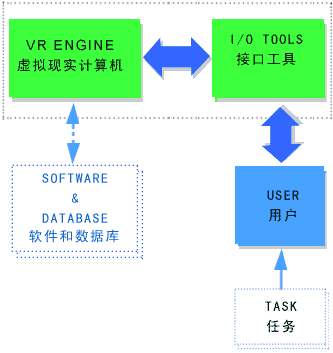 VR ENGINE
虚拟现实计算机
I/O TOOLS
接口工具
SOFTWARE
&
DATABASE
软件和数据库
USER
用户
TASK
任务